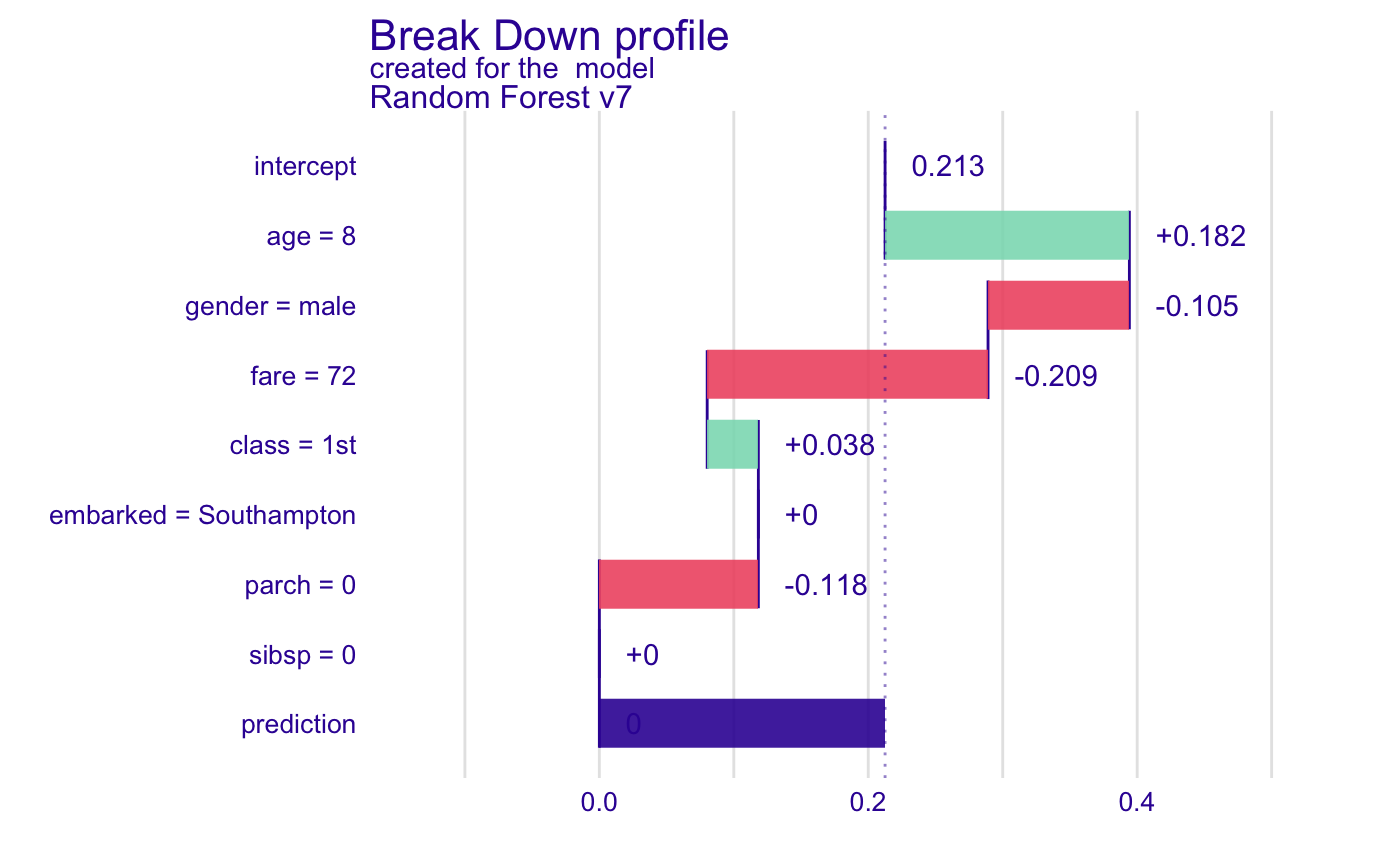 Break Down profile
created for the  model
Random Forest v7
intercept 0.213
age = 8 +0.182
gender = male -0.105
fare = 72 -0.209
class = 1st +0.038
embarked = Southampton +0
parch = 0 -0.118
sibsp = 0 +0
prediction 0
0.0 0.2 0.4